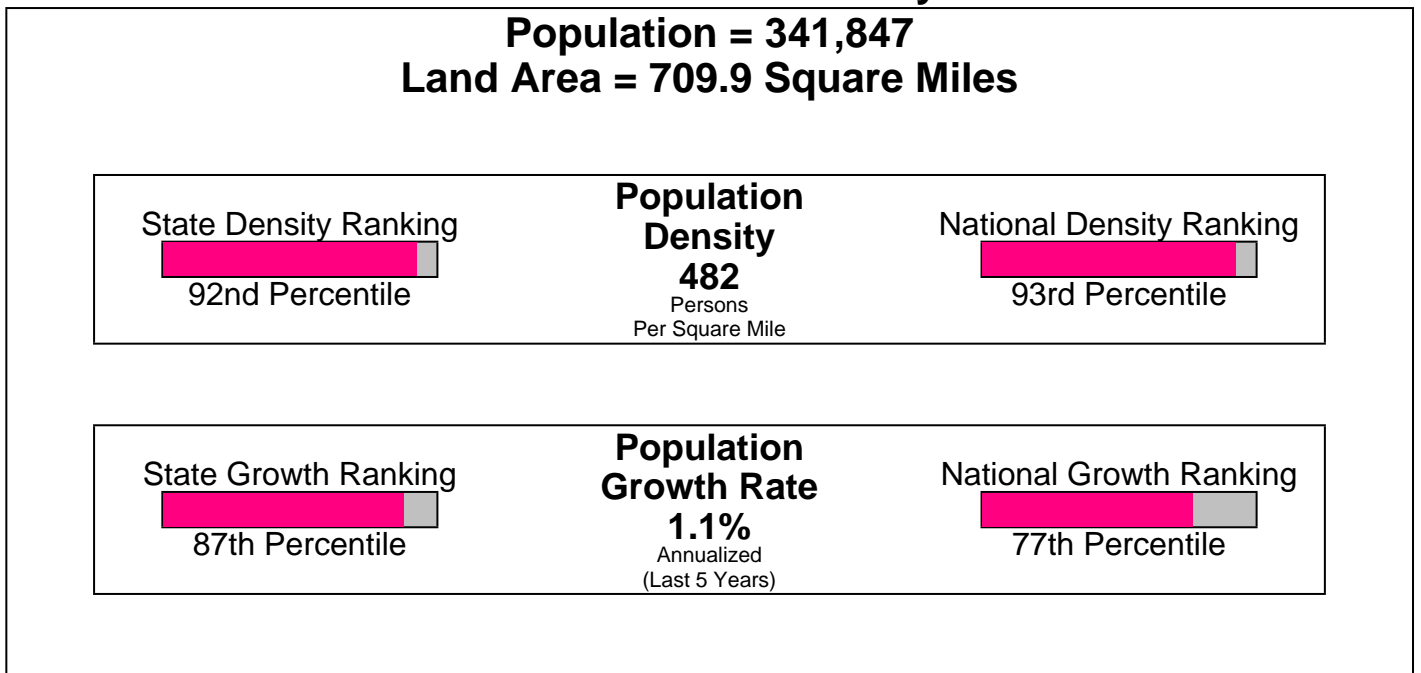 Population = 341,847
Land Area = 709.9 Square Miles
Population
Density
482
Persons
Per Square Mile
State Density Ranking
92nd Percentile
National Density Ranking
93rd Percentile
Population
Growth Rate
1.1%
Annualized
(Last 5 Years)
State Growth Ranking
87th Percentile
National Growth Ranking
77th Percentile